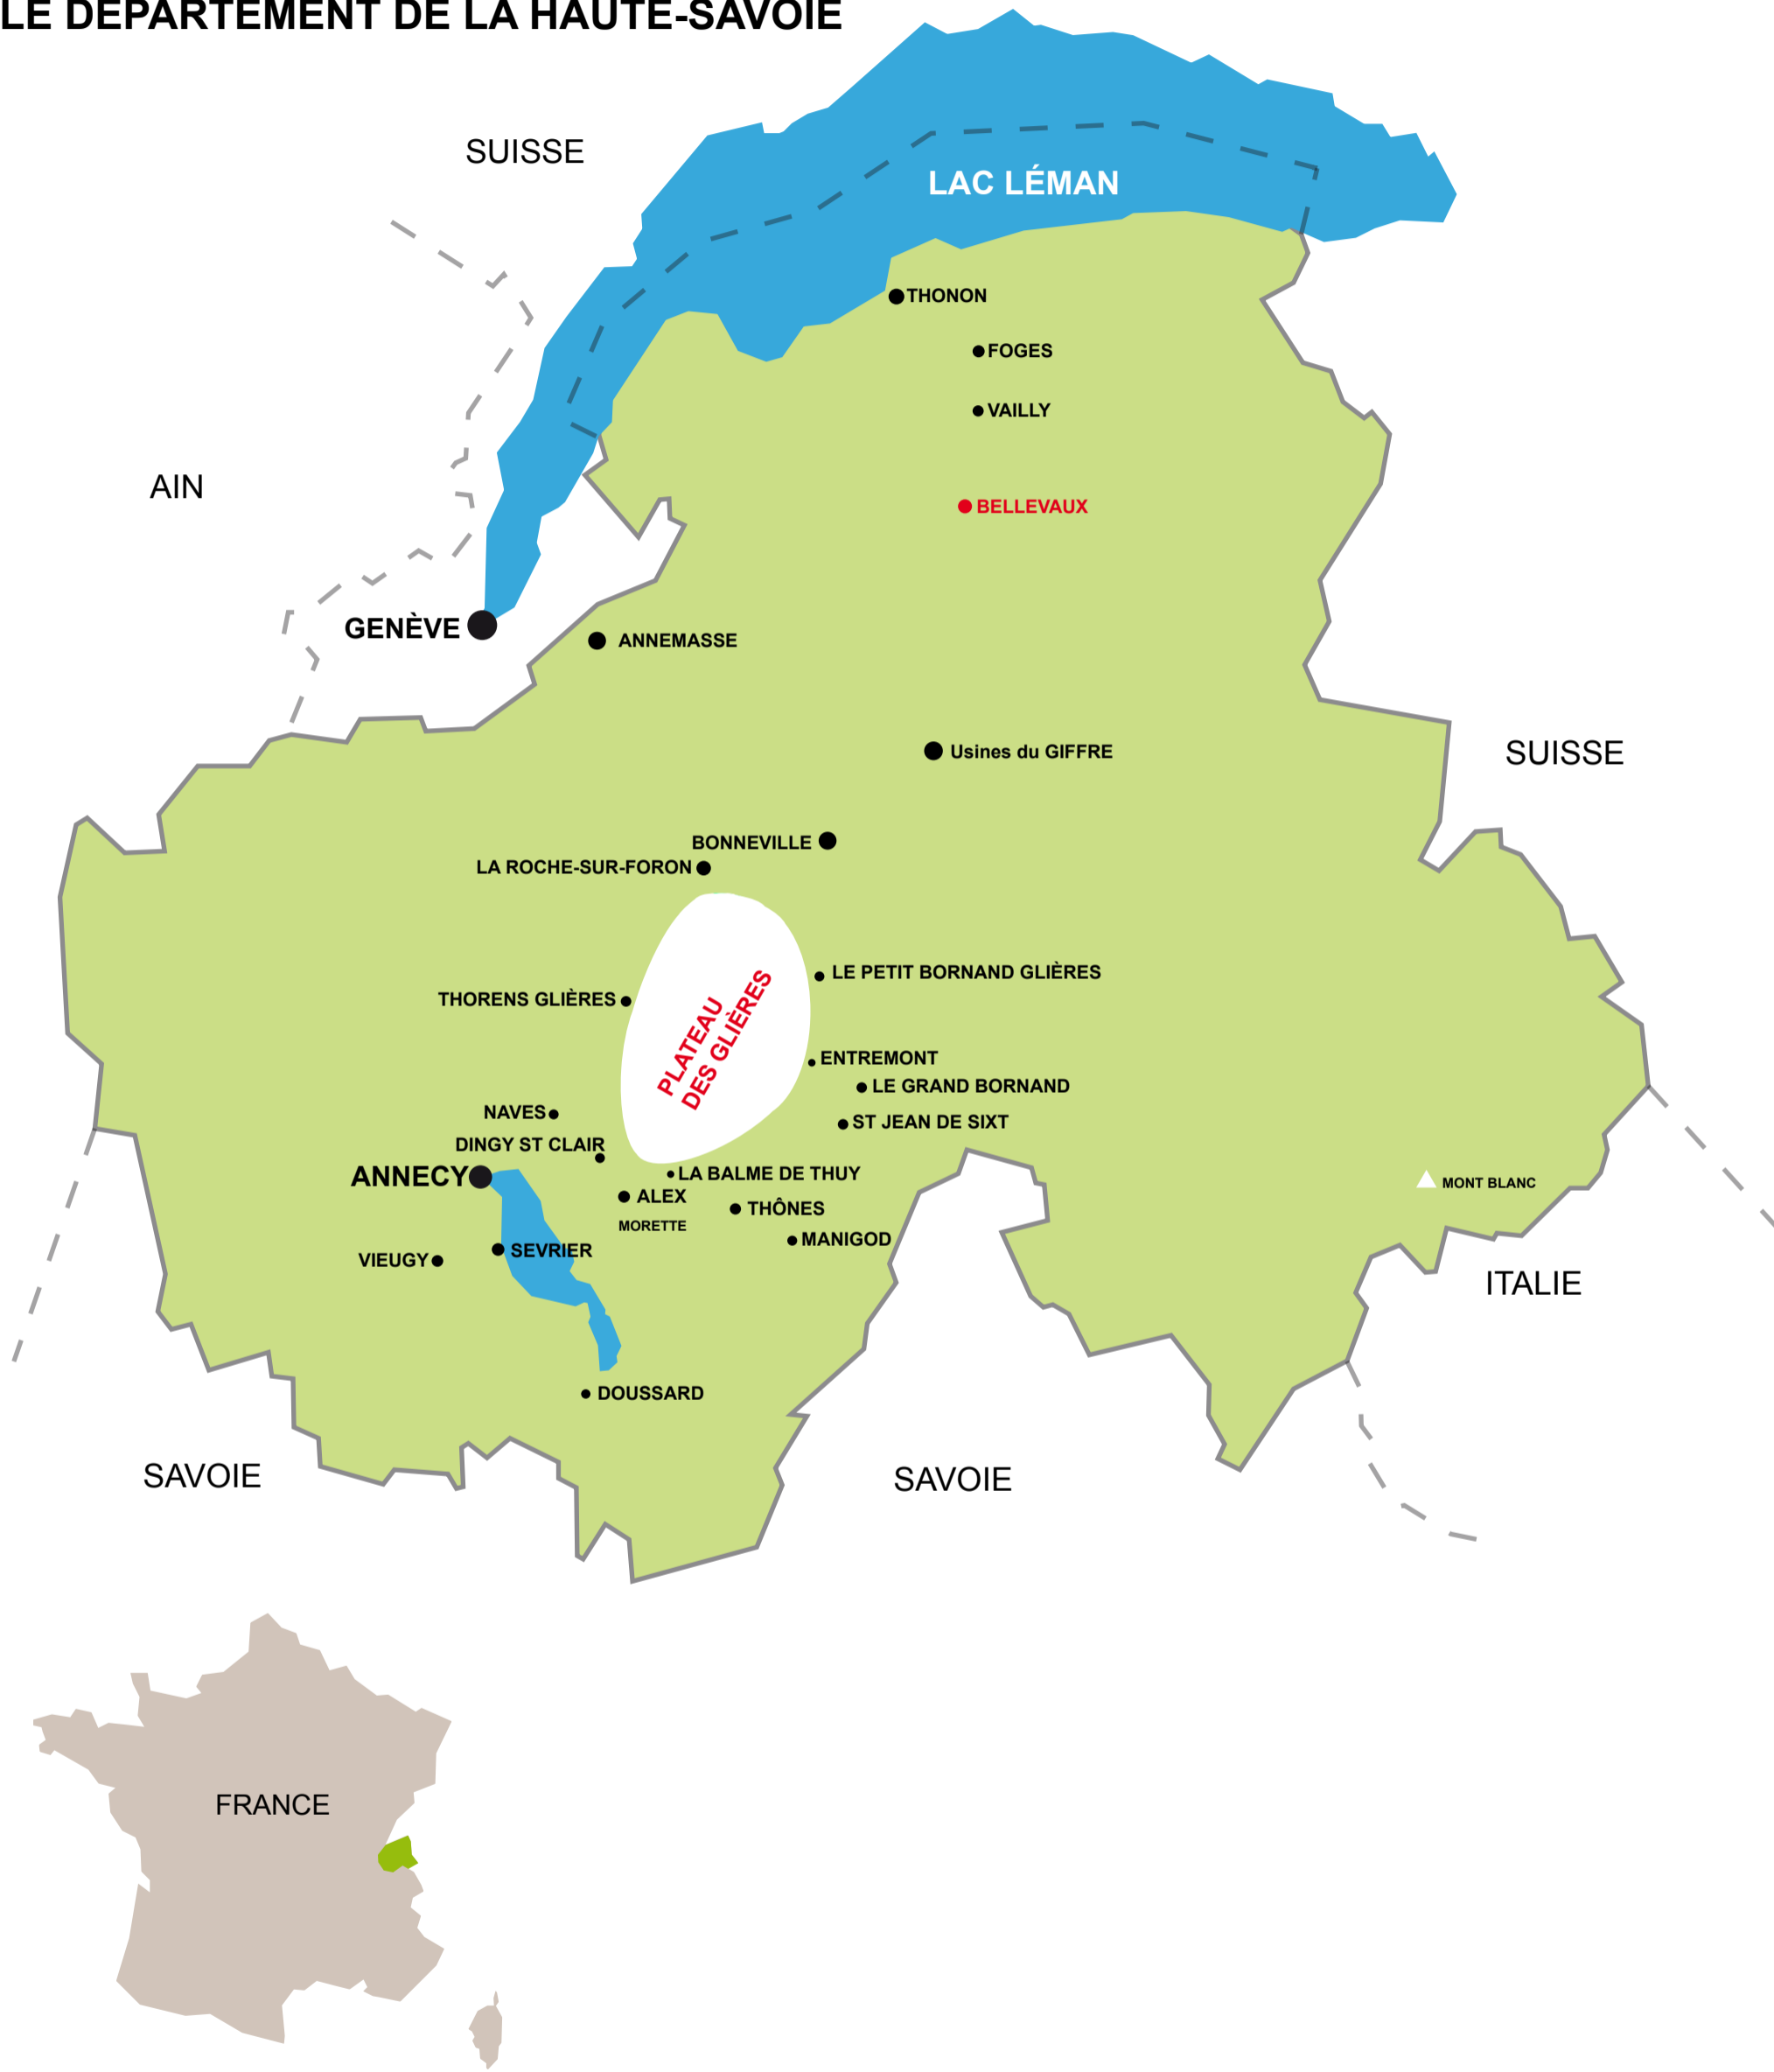 LE DEPARTEMENT DE LA HAUTE-SAVOIE
SUISSE
LAC LÉMAN
THONON
FOGES
VAILLY
AIN
BELLEVAUX
GENÈVE
ANNEMASSE
Usines du GIFFRE
SUISSE
BONNEVILLE
LA ROCHE-SUR-FORON
LE PETIT BORNAND GLIÈRES
THORENS GLIÈRES
PLATEAU
DES GLIÈRES
ENTREMONT
LE GRAND BORNAND
NAVES
ST JEAN DE SIXT
DINGY ST CLAIR
ANNECY
LA BALME DE THUY
MONT BLANC
ALEX
THÔNES
MORETTE
MANIGOD
SEVRIER
VIEUGY
ITALIE
DOUSSARD
SAVOIE
SAVOIE
FRANCE